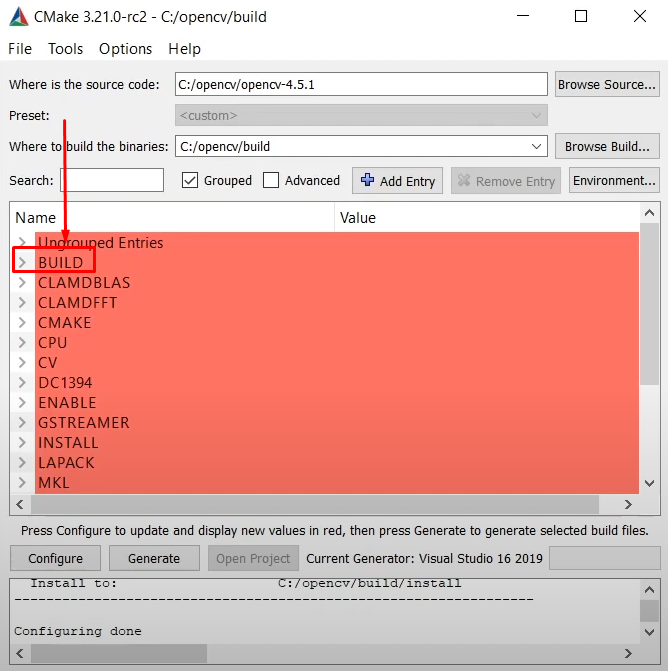 CMake 3.21.0-rc2 - C:/opencv/build
File Tools Options Help
Where is the source code: C:/opencv/opencv-4.5.1 Browse Source...
Preset: <custom>
Where to build the binaries: C:/opencv/build Browse Build...
Search: Grouped Advanced Add Entry Remove Entry Environment...
Name Value
Ungrouped Entries
BUILD
CLAMDBLAS
CLAMDFFT
CMAKE
CPU
CV
DC1394
ENABLE
GSTREAMER
INSTALL
LAPACK
MKL
Press Configure to update and display new values in red, then press Generate to generate selected build files.
Configure Generate Open Project Current Generator: Visual Studio 16 2019
Install to: C:/opencv/build/install
-----------------------------------------------------------------
Configuring done